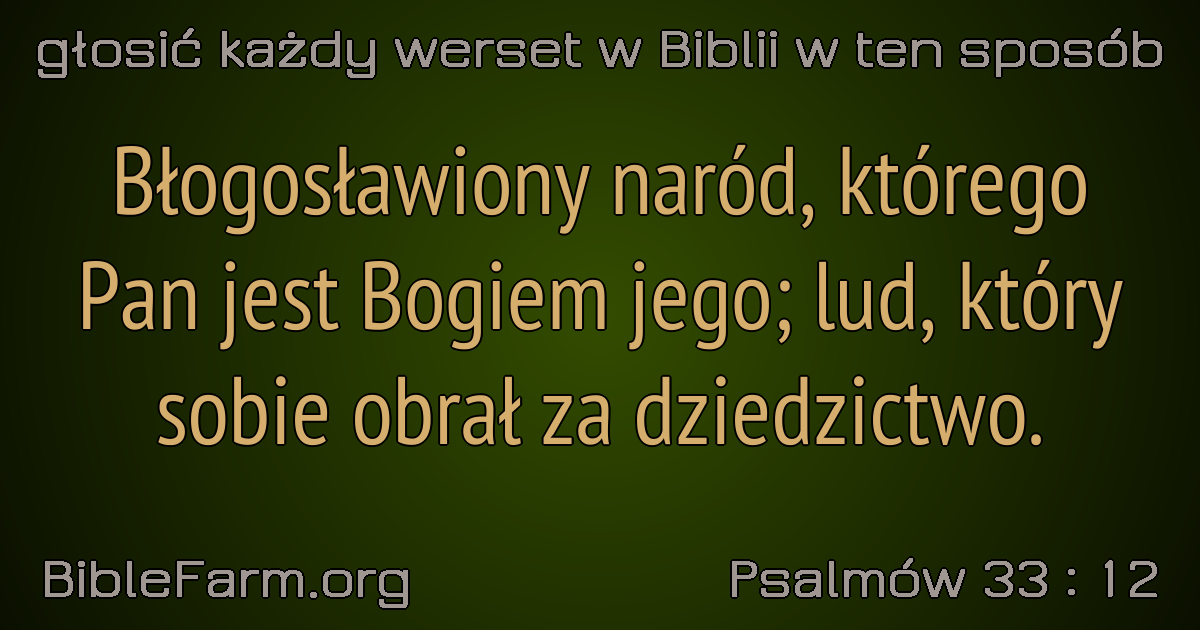 głosić każdy werset w Biblii w ten sposób
Błogosławiony naród, którego
Pan jest Bogiem jego; lud, który
sobie obrał za dziedzictwo.
BibleFarm.org
Psalmów 33 : 12